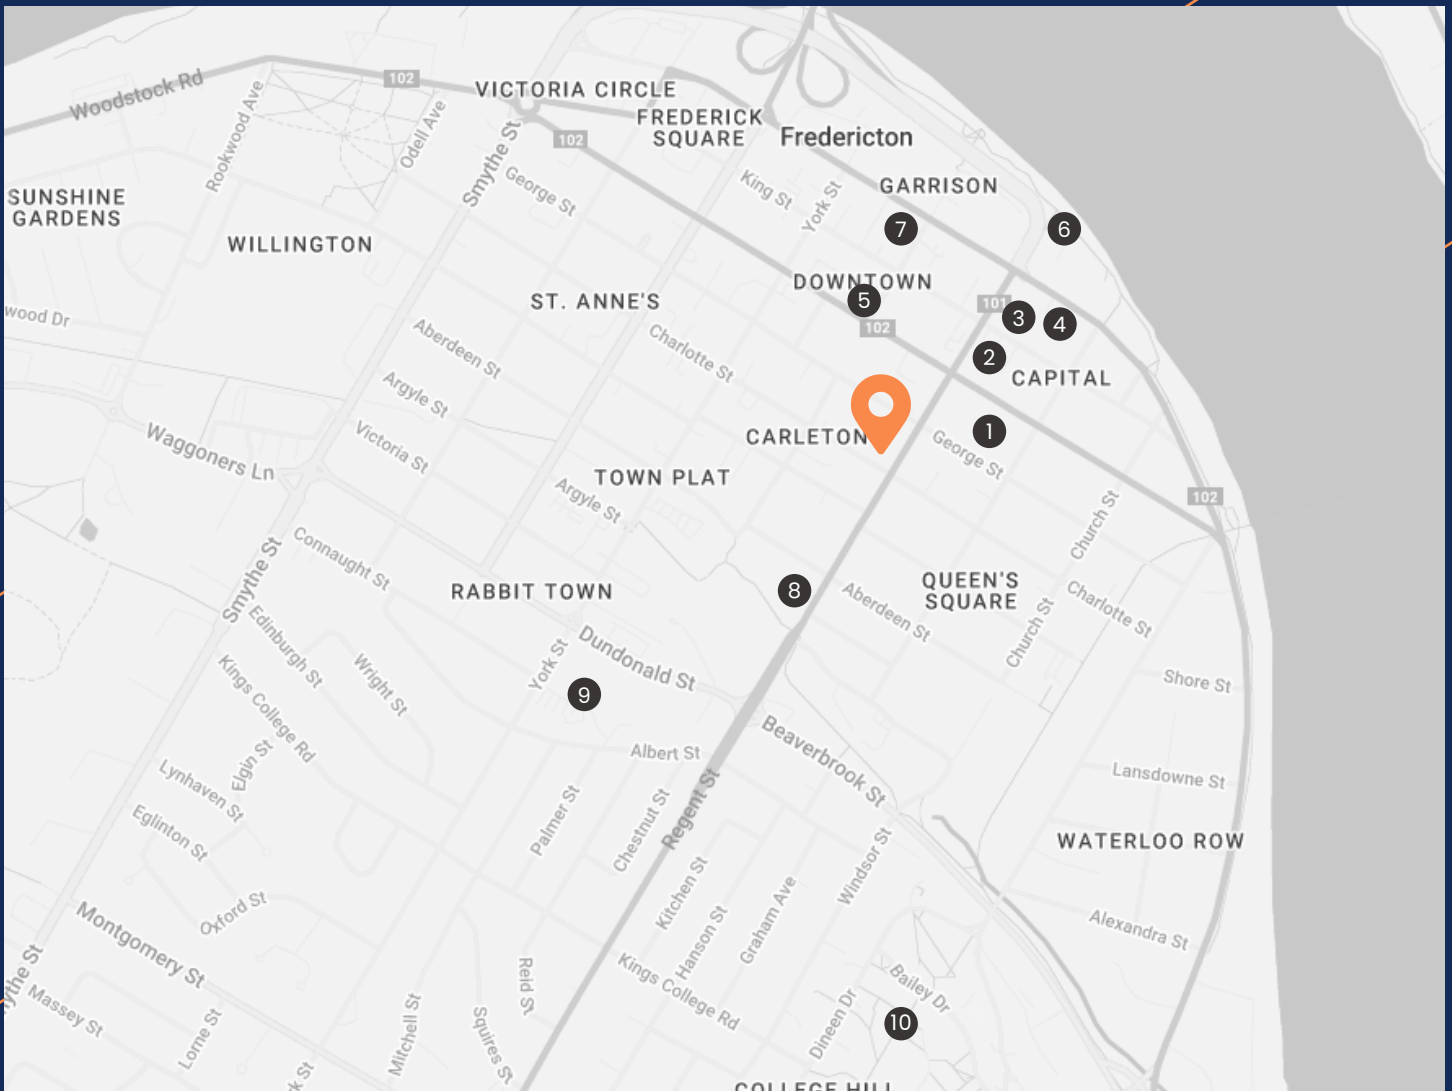 102
VICTORIA CIRCLE
Woodstock Rd
FREDERICK
SQUARE
Fredericton
102
Rookwood Ave
Odell Ave
Smythe St
George St
King St
York St
GARRISON
SUNSHINE
GARDENS
WILLINGTON
7
6
DOWNTOWN
5
102
101
3
4
ST. ANNE'S
wood Dr
Aberdeen St
Charlotte St
2
CAPITAL
Argyle St
Victoria St
Waggoners Ln
CARLETON
1
George St
TOWN PLAT
Argyle St
102
Church St
Connaught St
Smythe St
RABBIT TOWN
8
Aberdeen St
QUEEN'S
SQUARE
Charlotte St
Church St
Edinburgh St
Wright St
Kings College Rd
York St
Dundonald St
9
Shore St
Albert St
Beaverbrook St
Lansdowne St
Elgin St
Lynhaven St
Eglinton St
Palmer St
Chestnut St
Regent St
Windsor St
WATERLOO ROW
Kitchen St
Hanson St
Graham Ave
Oxford St
Montgomery St
Alexandra St
ythe St
Massey St
Lorne St
Mitchell St
Reid St
Squires St
Kings College Rd
Bailey Dr
Dineen Dr
10
k St
COLLEGE HILL